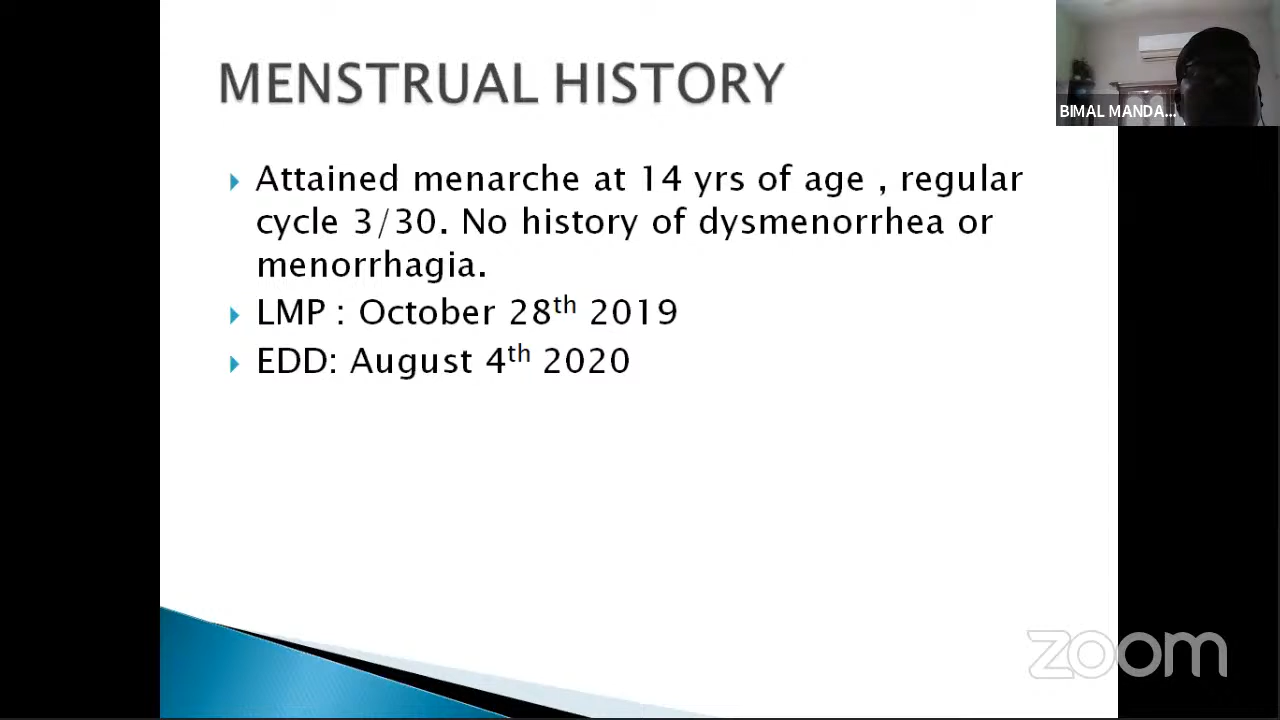 MENSTRUAL HISTORY
BIMAL MANDA...
Attained menarche at 14 yrs of age , regular
cycle 3/30. No history of dysmenorrhea or
menorrhagia.
LMP : October 28th 2019
EDD: August 4th 2020
zoom